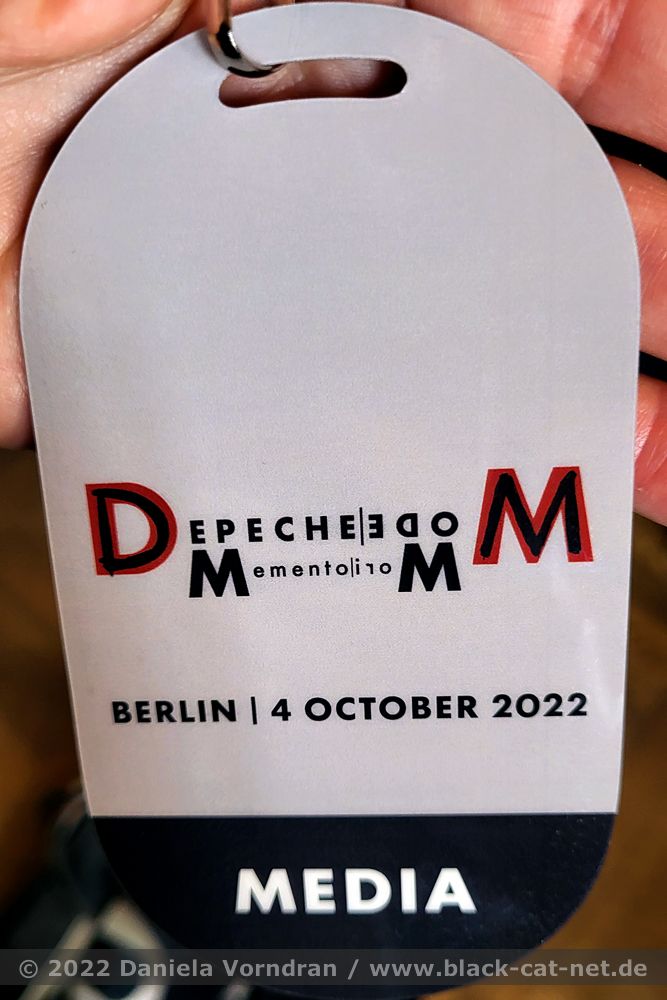 DEPECHE|MODE
Memento|Mori
BERLIN | 4 OCTOBER 2022
MEDIA
© 2022 Daniela Vorndran / www.black-cat-net.de